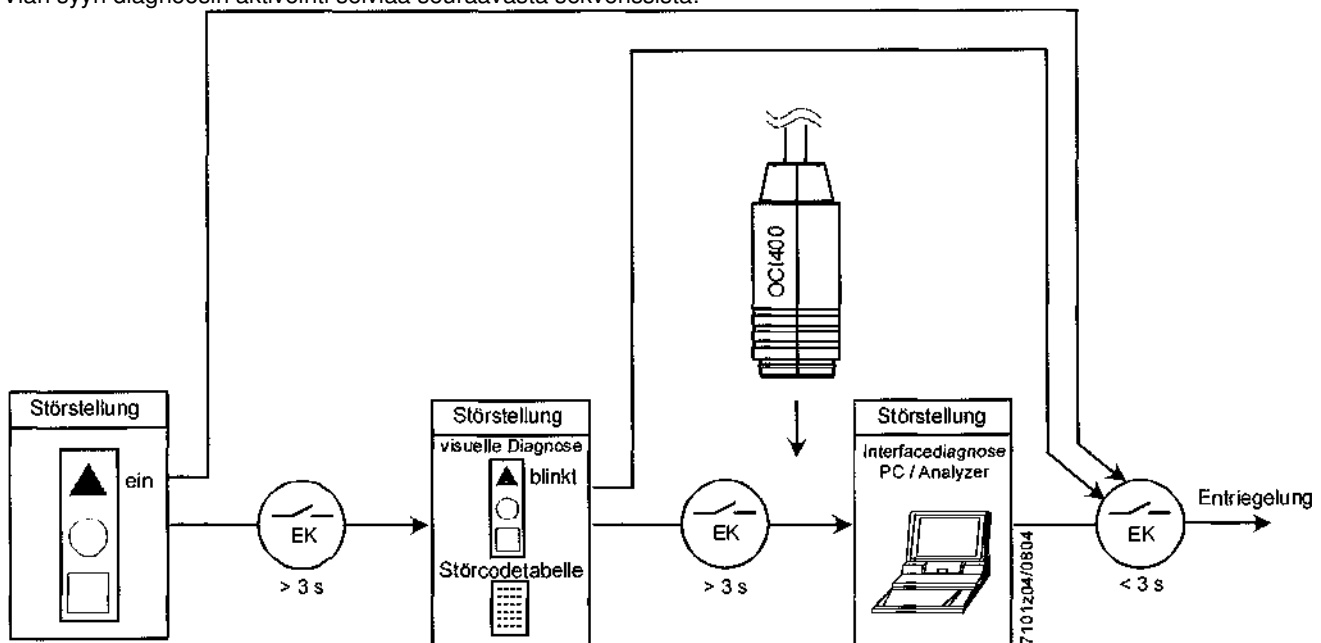 Vian syyn diagnoosin aktivointi selviää seuraavasta sekvenssistä:
OCI400
Störstellung
ein
EK
> 3 s
Störstellung
visuelle Diagnose
blinkt
Störcodetabelle
EK
> 3 s
Störstellung
Interfacediagnose
PC / Analyzer
7101z04/0804
EK
< 3 s
Entriegelung